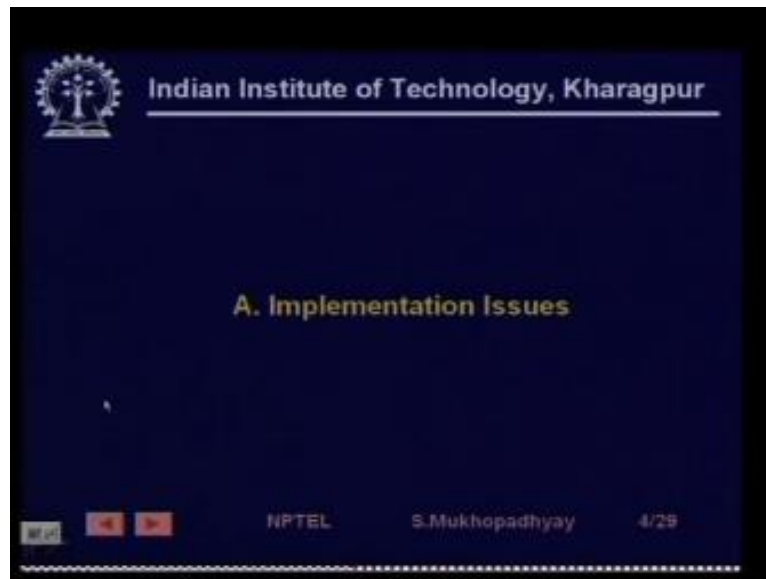 Indian Institute of Technology, Kharagpur
A. Implementation Issues
NPTEL S.Mukhopadhyay 4/29